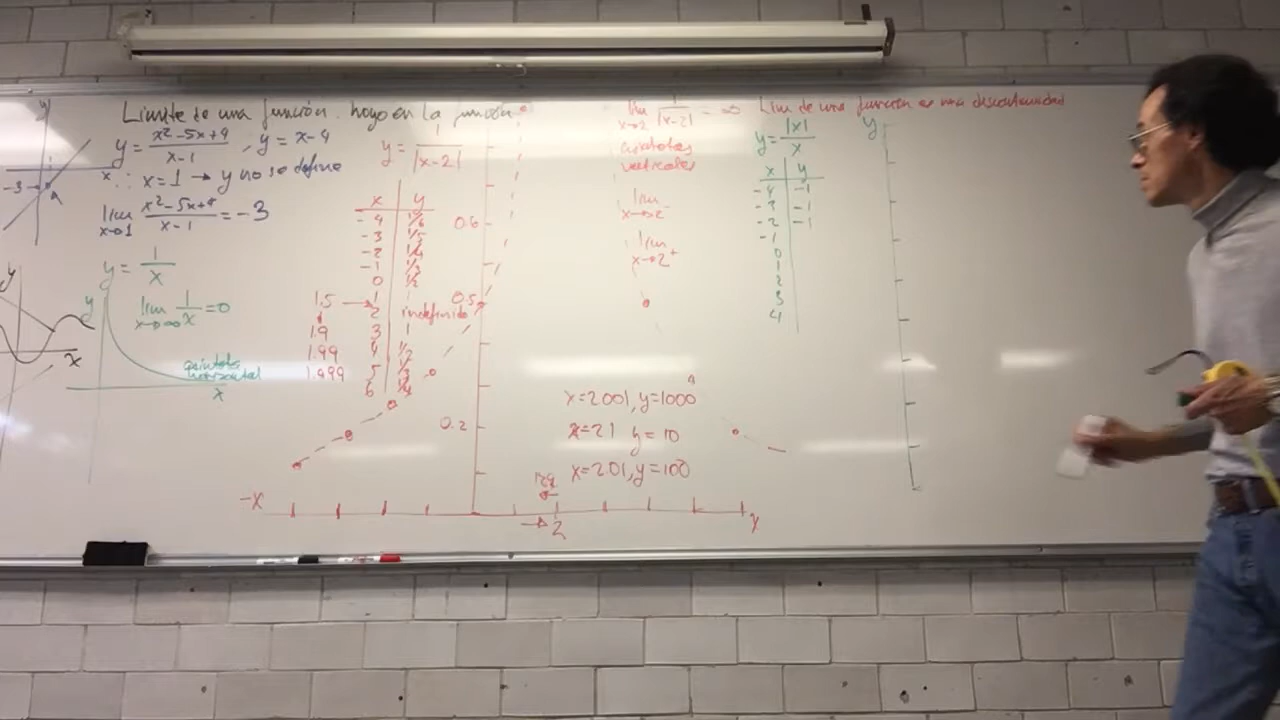 y
Límite de una función. hoyo en la función
y = x²-5x+4 / x-1 , y = x-4
∴ x=1 → y no se define
x
-3
A
lim x→1 x²-5x+4 / x-1 = -3
y = 1/x
y
lim x→∞ 1/x = 0
asíntota
horizontal
x
y
x
y = 1/|x-2|
x y
-4 1/6
-3 1/5
-2 1/4
-1 1/3
0 1/2
1.5 → 1
2 indefinido
1.9 3 1
1.99 4 1/2
1.999 5 1/3
6 1/4
0.6
0.5
0.2
-x
2
x
lim x→2 1/|x-2| = ∞
asíntotas
verticales
lim x→2⁻
lim x→2⁺
x=2.001, y=1000
x=2.1 y=10
x=2.01, y=100
Lim de una función es una discontinuidad
y = |x|/x
x y
-4 -1
-3 -1
-2 -1
-1
0
1
2
3
4
y